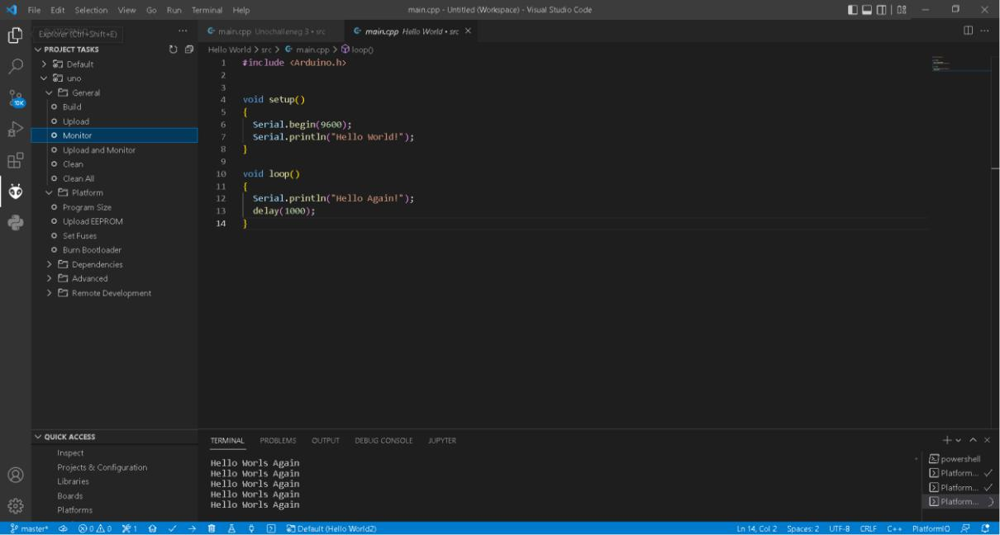 File Edit Selection View Go Run Terminal Help
main.cpp - Untitled (Workspace) - Visual Studio Code
Explorer (Ctrl+Shift+E)
main.cpp Unochalleneg 3 • src
main.cpp Hello World • src
PROJECT TASKS
Default
uno
General
Build
Upload
Monitor
Upload and Monitor
Clean
Clean All
Platform
Program Size
Upload EEPROM
Set Fuses
Burn Bootloader
Dependencies
Advanced
Remote Development
Hello World > src > main.cpp > loop()
1 #include <Arduino.h>
2
3
4 void setup()
5 {
6 Serial.begin(9600);
7 Serial.println("Hello World!");
8 }
9
10 void loop()
11 {
12 Serial.println("Hello Again!");
13 delay(1000);
14 }
QUICK ACCESS
Inspect
Projects & Configuration
Libraries
Boards
Platforms
TERMINAL PROBLEMS OUTPUT DEBUG CONSOLE JUPYTER
Hello Worls Again
Hello Worls Again
Hello Worls Again
Hello Worls Again
Hello Worls Again
powershell
Platform...
Platform...
Platform...
10K
master* 0 0 1 Default (Hello World2)
Ln 14, Col 2 Spaces: 2 UTF-8 CRLF C++ PlatformIO